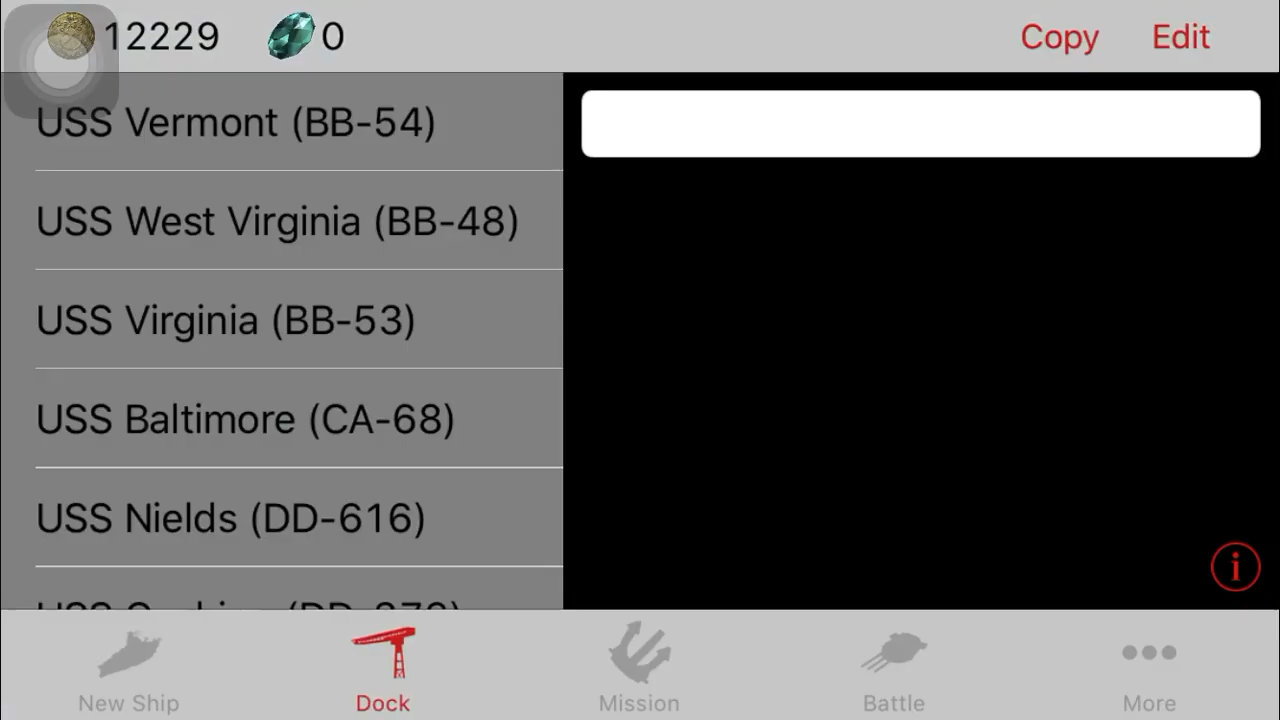 12229
0
Copy
Edit
USS Vermont (BB-54)
USS West Virginia (BB-48)
USS Virginia (BB-53)
USS Baltimore (CA-68)
USS Nields (DD-616)
USS
i
New Ship
Dock
Mission
Battle
More